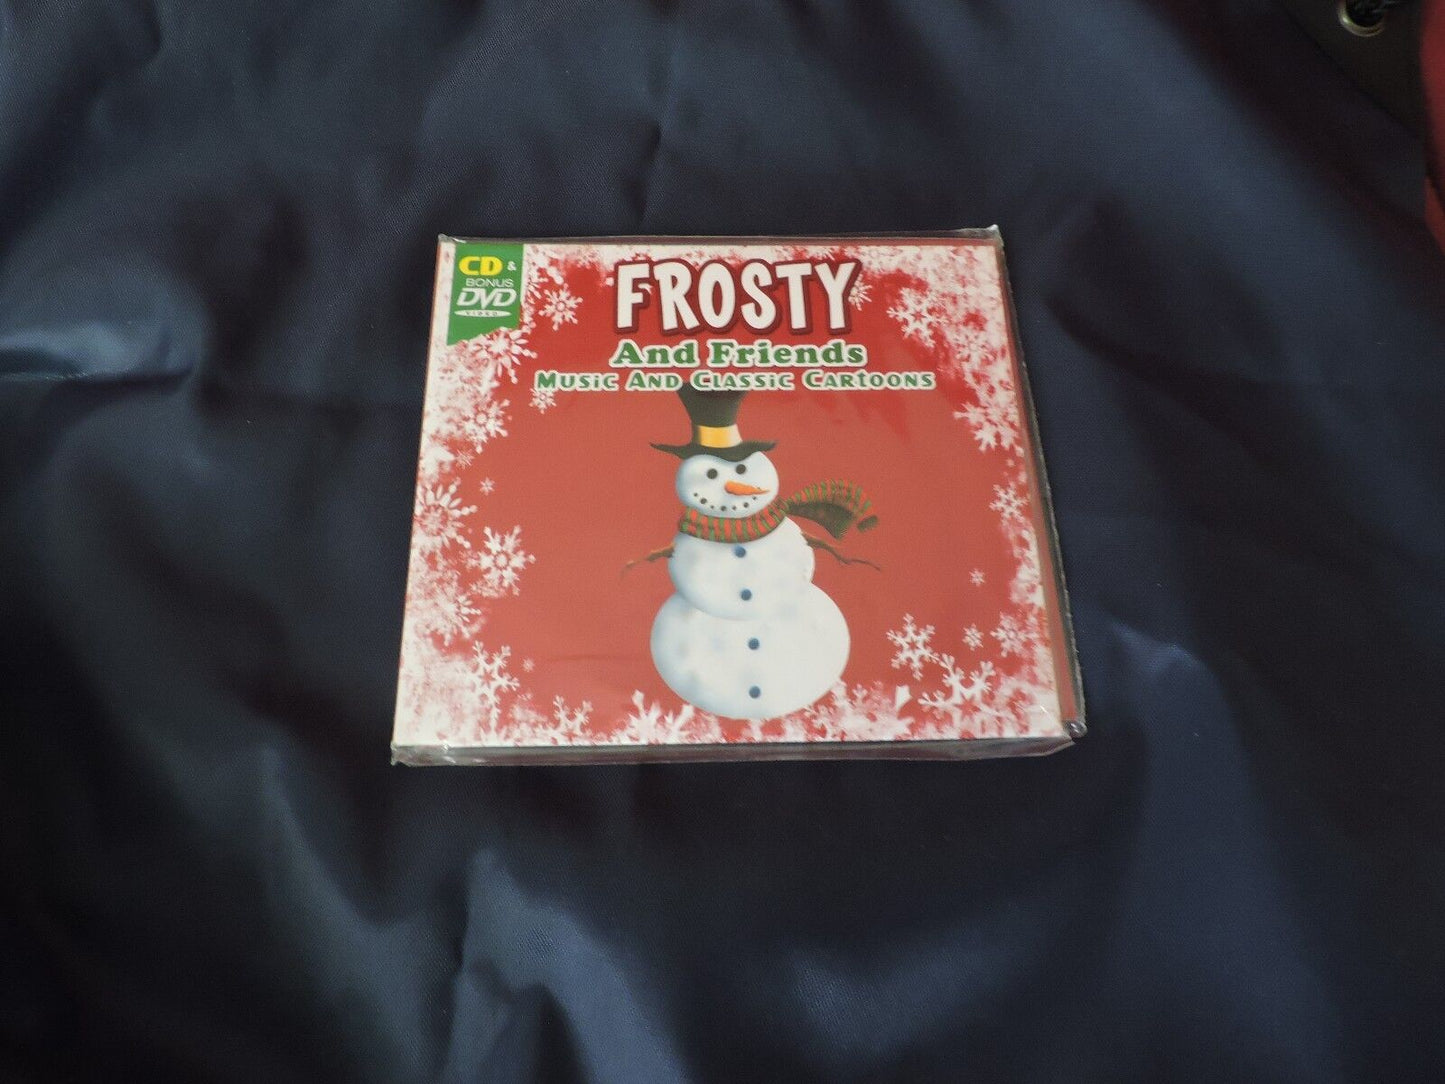 CD &
BONUS
DVD
VIDEO
FROSTY
And Friends
Music And Classic Cartoons